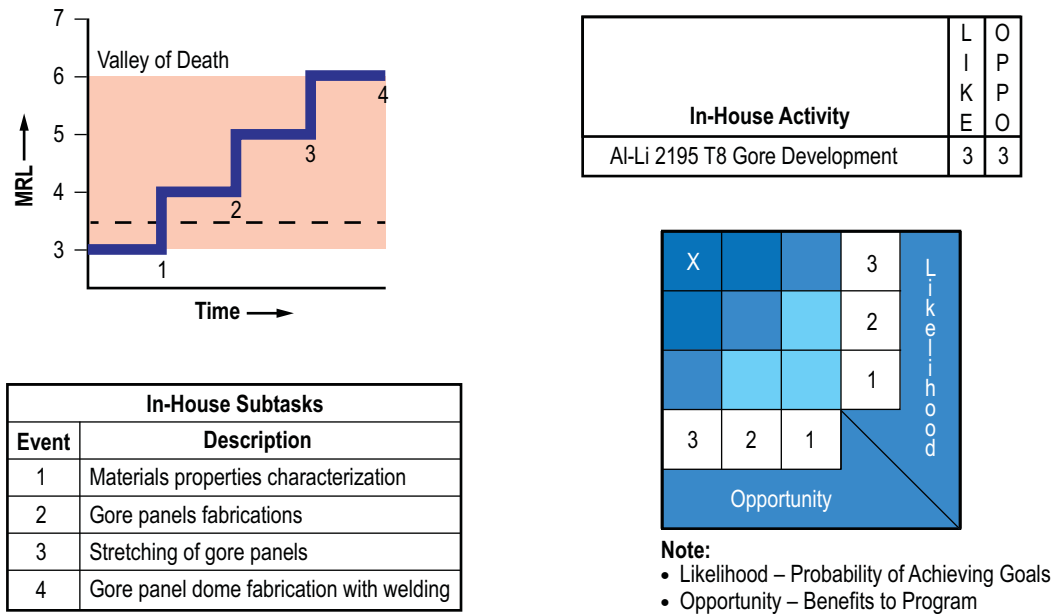 7
6
5
4
3
MRL
Valley of Death
1
2
3
4
Time
In-House Activity
LIKE
OPPO
Al-Li 2195 T8 Gore Development 3 3
X
3
2
1
3 2 1
Likelihood
Opportunity
Note:
• Likelihood – Probability of Achieving Goals
• Opportunity – Benefits to Program
In-House Subtasks
Event Description
1 Materials properties characterization
2 Gore panels fabrications
3 Stretching of gore panels
4 Gore panel dome fabrication with welding